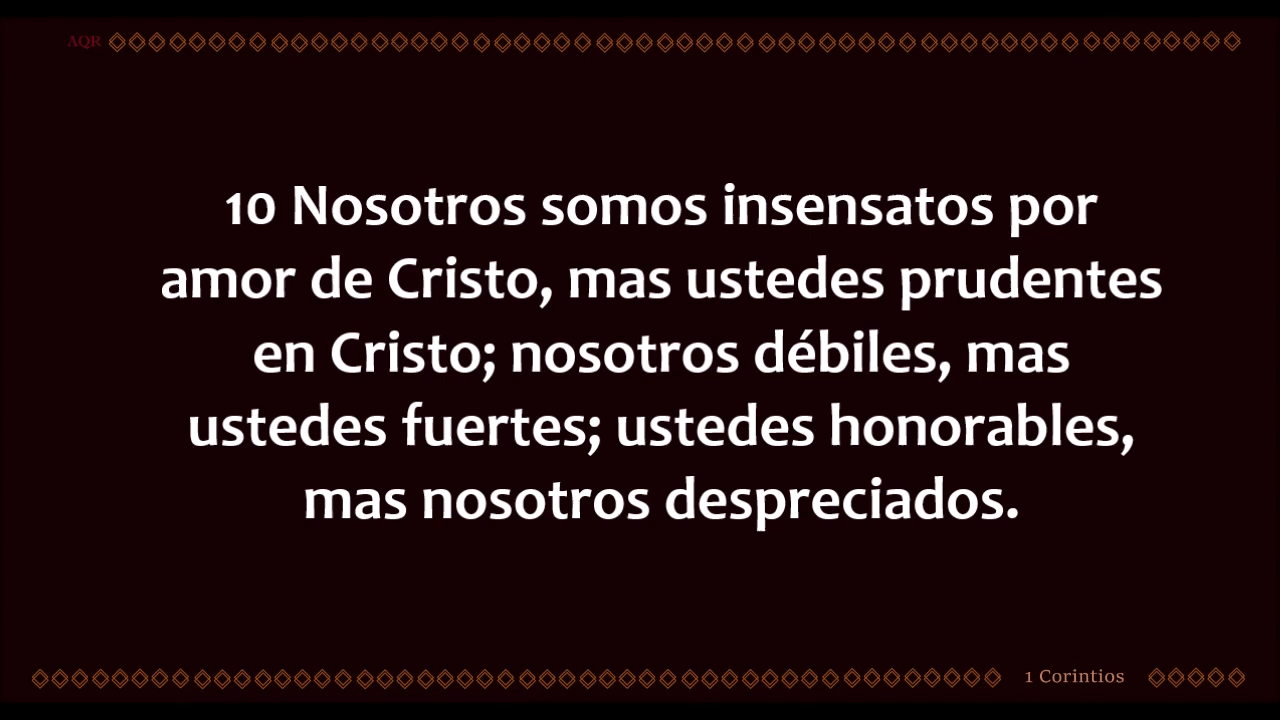 AQR
10 Nosotros somos insensatos por
amor de Cristo, mas ustedes prudentes
en Cristo; nosotros débiles, mas
ustedes fuertes; ustedes honorables,
mas nosotros despreciados.
1 Corintios